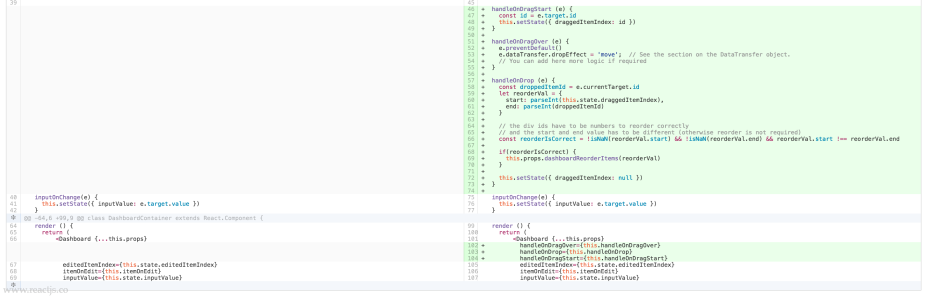 39
45
46 + handleOnDragStart (e) {
47 + const id = e.target.id
48 + this.setState({ draggedItemIndex: id })
49 + }
50 +
51 + handleOnDragOver (e) {
52 + e.preventDefault()
53 + e.dataTransfer.dropEffect = 'move'; // See the section on the DataTransfer object.
54 + // You can add here more logic if required
55 + }
56 +
57 + handleOnDrop (e) {
58 + const droppedItemId = e.currentTarget.id
59 + let reorderVal = {
60 + start: parseInt(this.state.draggedItemIndex),
61 + end: parseInt(droppedItemId)
62 + }
63 +
64 + // the div ids have to be numbers to reorder correctly
65 + // and the start and end value has to be different (otherwise reorder is not required)
66 + const reorderIsCorrect = !isNaN(reorderVal.start) && !isNaN(reorderVal.end) && reorderVal.start !== reorderVal.end
67 +
68 + if(reorderIsCorrect) {
69 + this.props.dashboardReorderItems(reorderVal)
70 + }
71 +
72 + this.setState({ draggedItemIndex: null })
73 + }
74 +
40 inputOnChange(e) {
75 inputOnChange(e) {
41 this.setState({ inputValue: e.target.value })
76 this.setState({ inputValue: e.target.value })
42 }
77 }
@@ -64,6 +99,9 @@ class DashboardContainer extends React.Component {
64 render () {
99 render () {
65 return (
100 return (
66 <Dashboard {...this.props}
101 <Dashboard {...this.props}
102 + handleOnDragOver={this.handleOnDragOver}
103 + handleOnDrop={this.handleOnDrop}
104 + handleOnDragStart={this.handleOnDragStart}
67 editedItemIndex={this.state.editedItemIndex}
105 editedItemIndex={this.state.editedItemIndex}
68 itemOnEdit={this.itemOnEdit}
106 itemOnEdit={this.itemOnEdit}
69 inputValue={this.state.inputValue}
107 inputValue={this.state.inputValue}
www.reactjs.co